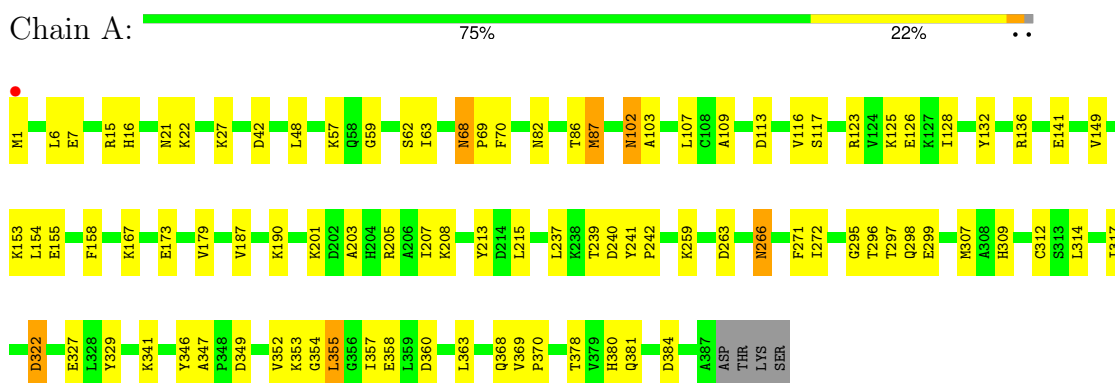 Chain A:
75%
22%
M1 L6 E7 R15 H16 N21 K22 K27 D42 L48 K57 Q58 G59 S62 I63 N68 P69 F70 N82 T86 M87 N102 A103 L107 C108 A109 D113 V116 S117 R123 V124 K125 E126 K127 I128 Y132 R136 E141 V149
K153 L154 E155 F158 K167 E173 V179 V187 K190 K201 D202 A203 H204 R205 A206 I207 K208 Y213 D214 L215 L237 K238 T239 D240 Y241 P242 K259 D263 N266 F271 I272 G295 T296 T297 Q298 E299 M307 A308 H309 C312 S313 L314
D322 E327 L328 Y329 K341 Y346 A347 P348 D349 V352 K353 G354 L355 G356 I357 E358 L359 D360 L363 Q368 V369 P370 T378 V379 H380 Q381 D384 A387 ASP THR LYS SER